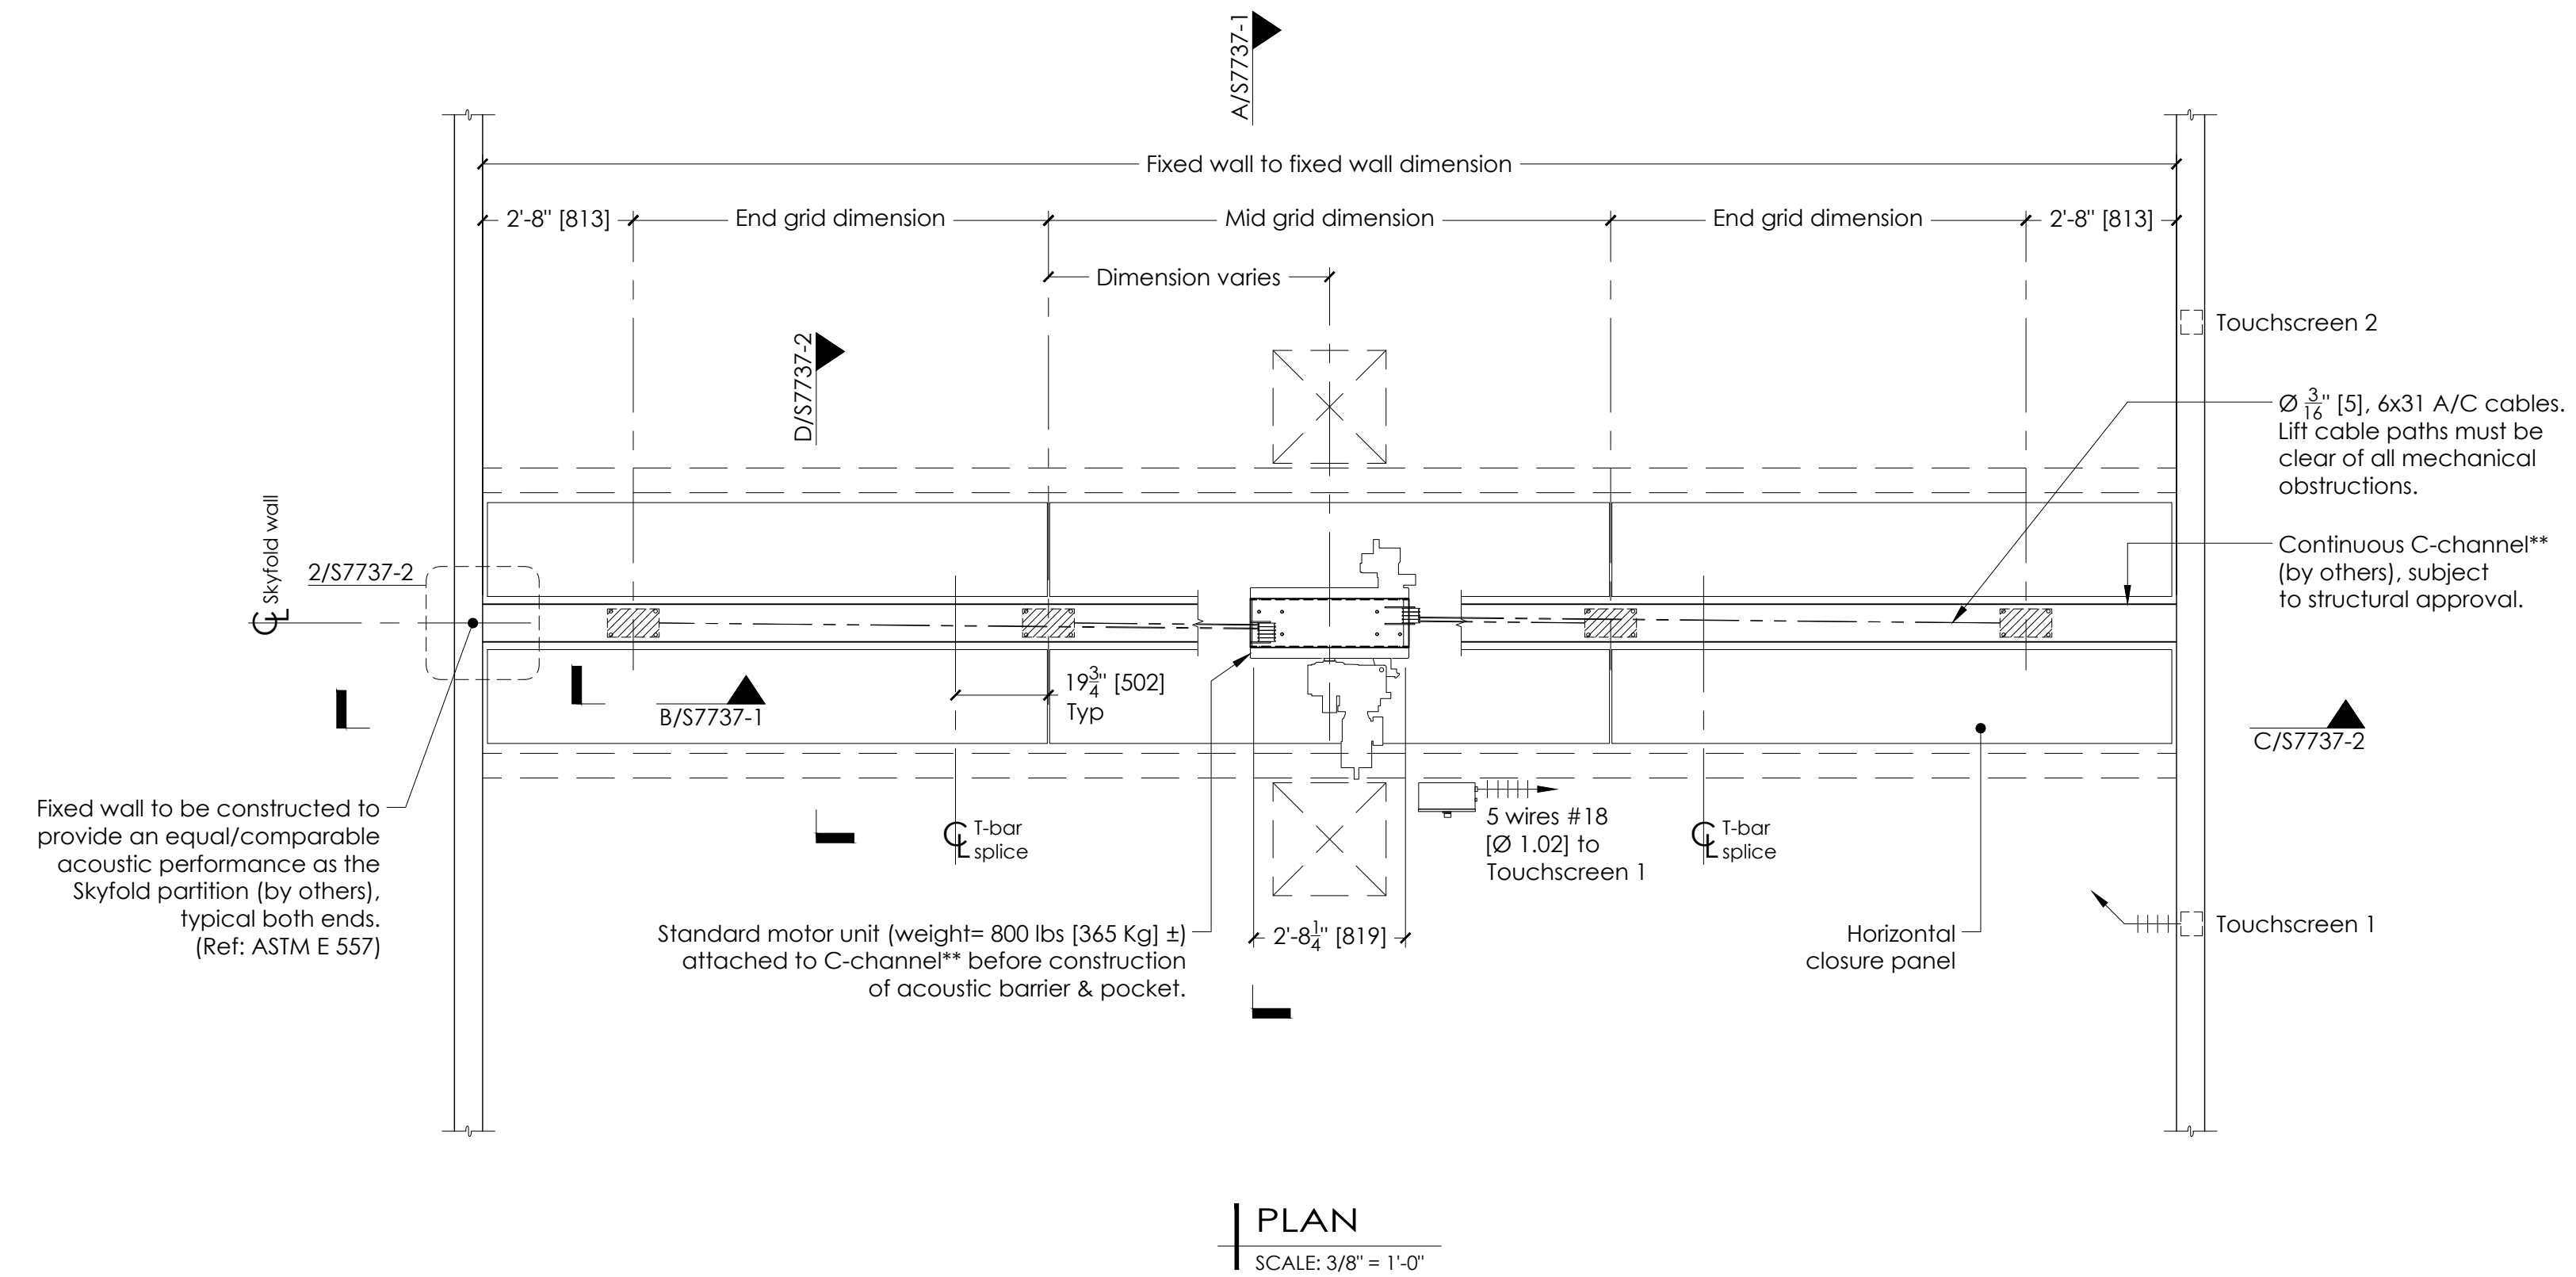 A/S7737-1
Fixed wall to fixed wall dimension
2'-8" [813]
End grid dimension
Mid grid dimension
End grid dimension
2'-8" [813]
Dimension varies
Touchscreen 2
D/S7737-2
Ø 3/16" [5], 6x31 A/C cables.
Lift cable paths must be
clear of all mechanical
obstructions.
CL Skyfold wall
2/S7737-2
Continuous C-channel**
(by others), subject
to structural approval.
19 3/4" [502]
Typ
B/S7737-1
C/S7737-2
Fixed wall to be constructed to
provide an equal/comparable
acoustic performance as the
Skyfold partition (by others),
typical both ends.
(Ref: ASTM E 557)
CL T-bar
splice
5 wires #18
[Ø 1.02] to
Touchscreen 1
CL T-bar
splice
Standard motor unit (weight= 800 lbs [365 Kg] ±)
attached to C-channel** before construction
of acoustic barrier & pocket.
2'-8 1/4" [819]
Horizontal
closure panel
Touchscreen 1
PLAN
SCALE: 3/8" = 1'-0"